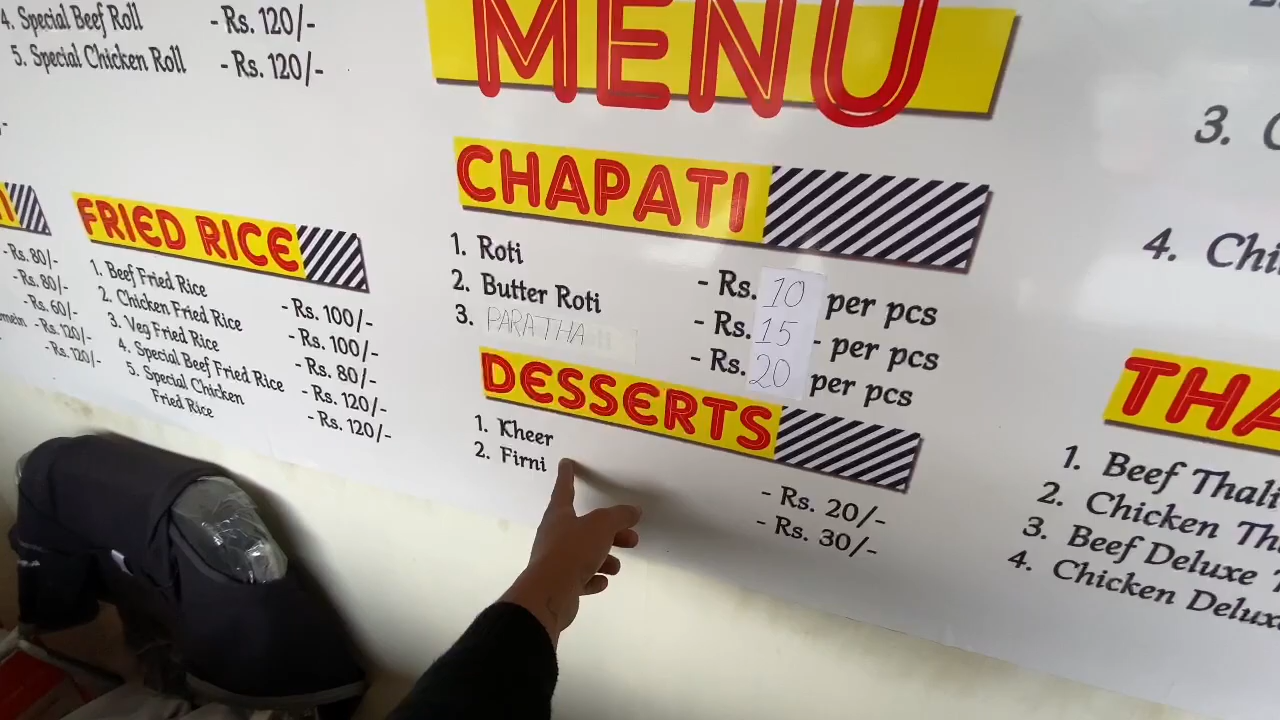 4. Special Beef Roll - Rs. 120/-
5. Special Chicken Roll - Rs. 120/-
- Rs. 80/-
- Rs. 80/-
- Rs. 60/-
- Rs. 120/-
- Rs. 120/-
FRIED RICE
1. Beef Fried Rice - Rs. 100/-
2. Chicken Fried Rice - Rs. 100/-
3. Veg Fried Rice - Rs. 80/-
4. Special Beef Fried Rice - Rs. 120/-
5. Special Chicken - Rs. 120/-
Fried Rice
MENU
CHAPATI
1. Roti - Rs. 10 per pcs
2. Butter Roti - Rs. 15 - per pcs
3. PARATHA - Rs. 20 per pcs
DESSERTS
1. Kheer - Rs. 20/-
2. Firni - Rs. 30/-
3.
4. Chi
THA
1. Beef Thali
2. Chicken Th
3. Beef Deluxe
4. Chicken Delux